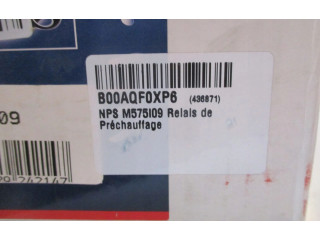 B00AQF0XP6 (436871)
NPS M575I09 Relais de
Préchauffage
09